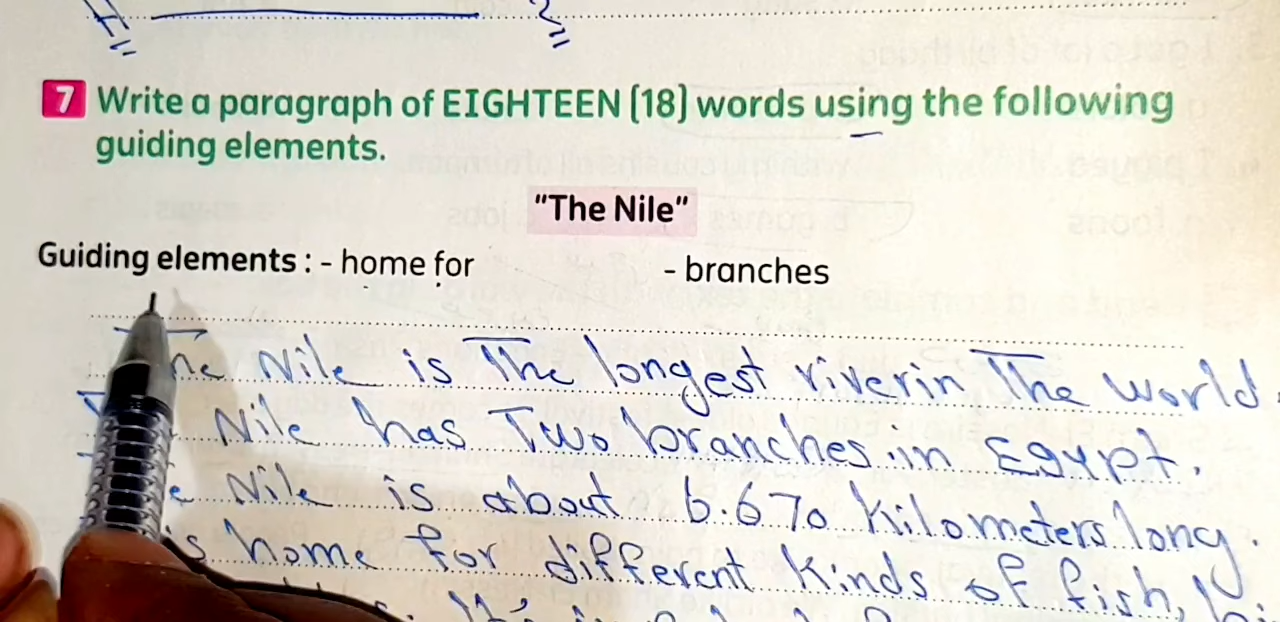 7 Write a paragraph of EIGHTEEN (18) words using the following
guiding elements.
"The Nile"
Guiding elements : - home for - branches
The Nile is The longest river in The world.
Nile has Two branches in Egypt.
Nile is about 6.670 kilometers long.
home for different kinds of fish,